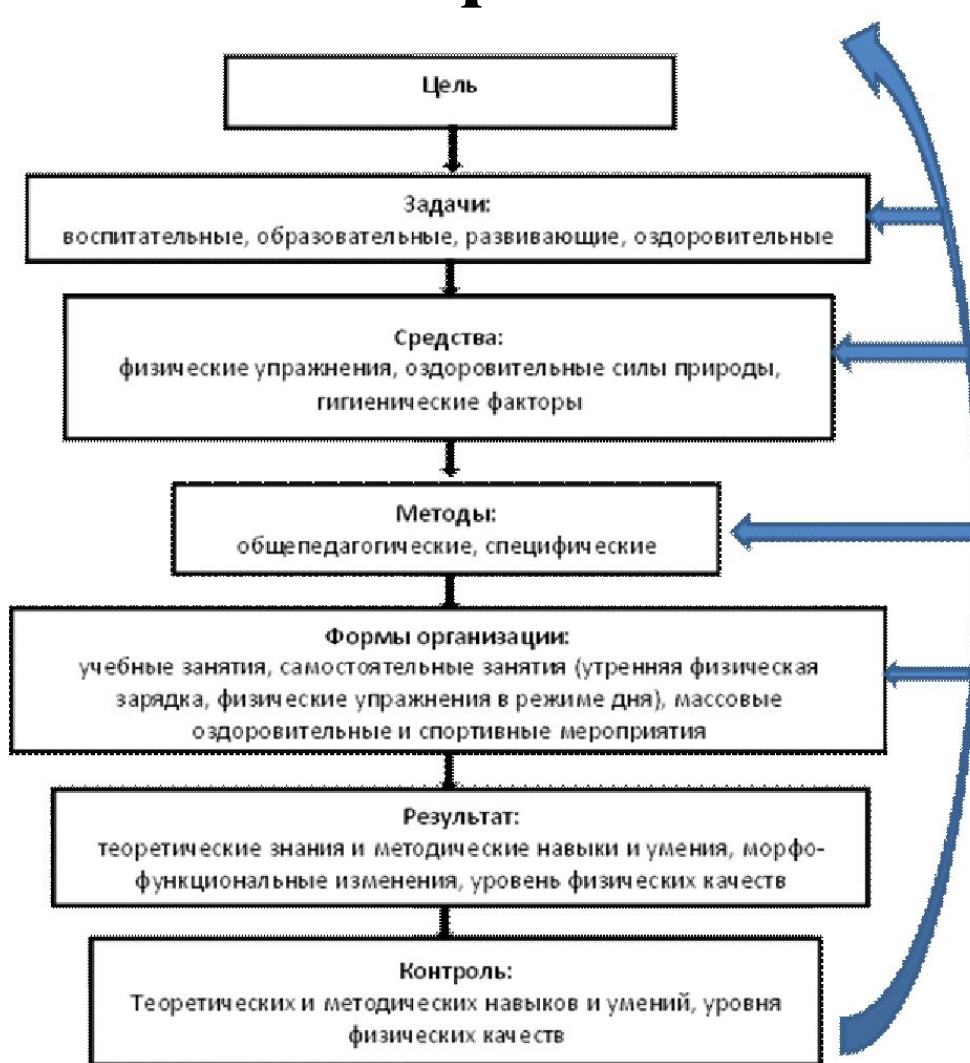 Цель
Задачи:
воспитательные, образовательные, развивающие, оздоровительные
Средства:
физические упражнения, оздоровительные силы природы,
гигиенические факторы
Методы:
общепедагогические, специфические
Формы организации:
учебные занятия, самостоятельные занятия (утренняя физическая
зарядка, физические упражнения в режиме дня), массовые
оздоровительные и спортивные мероприятия
Результат:
теоретические знания и методические навыки и умения, морфо-
функциональные изменения, уровень физических качеств
Контроль:
Теоретических и методических навыков и умений, уровня
физических качеств